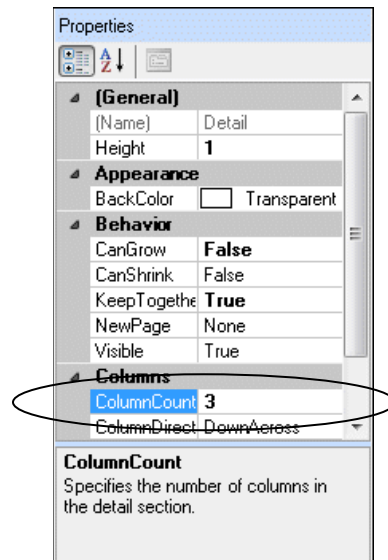 Properties
(General)
(Name) Detail
Height 1
Appearance
BackColor Transparent
Behavior
CanGrow False
CanShrink False
KeepTogethe True
NewPage None
Visible True
Columns
ColumnCount 3
ColumnDirect DownAcross
ColumnCount
Specifies the number of columns in
the detail section.